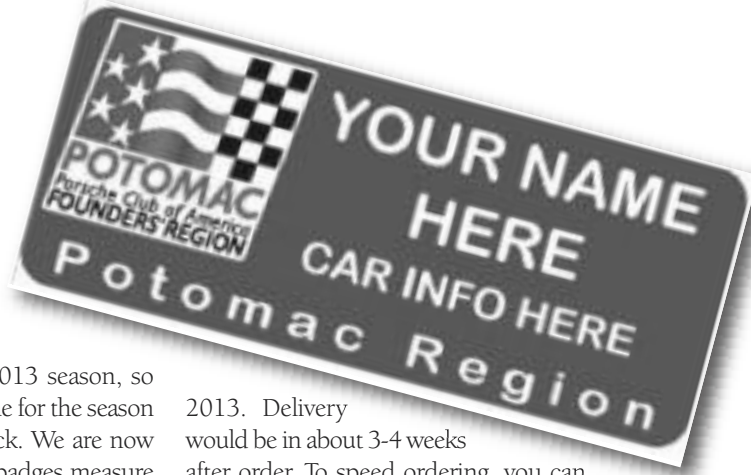 POTOMAC
Porsche Club of America
FOUNDERS' REGION
YOUR NAME
HERE
CAR INFO HERE
Potomac Region
013 season, so
e for the season
ck. We are now
badges measure
2013. Delivery
would be in about 3-4 weeks
after order. To speed ordering, you can